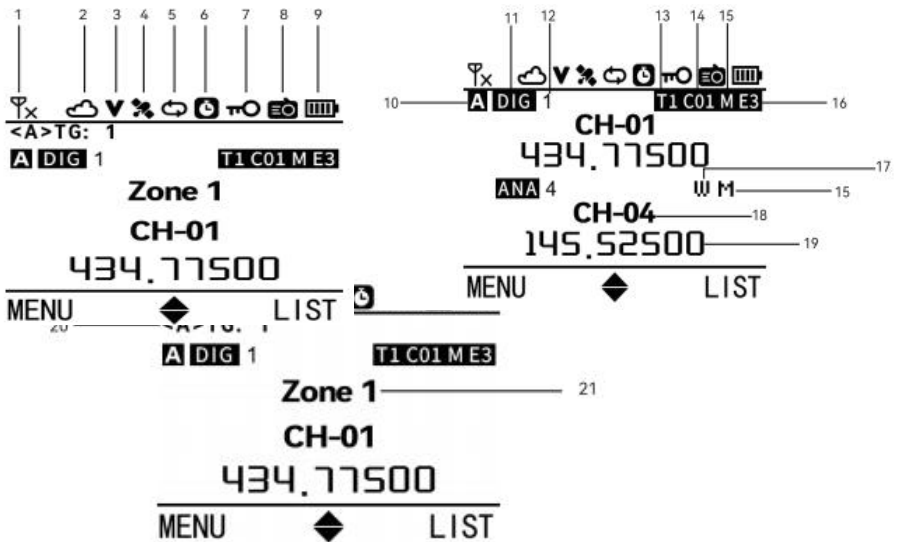 1 2 3 4 5 6 7 8 9
V
<A>TG: 1
A DIG 1 T1 C01 M E3
Zone 1
CH-01
434.77500
MENU LIST
11 12 13 14 15
V
10 A DIG 1 T1 C01 M E3 16
CH-01
434.77500
17
ANA 4 W M 15
CH-04 18
145.52500 19
MENU LIST
20
A DIG 1 T1 C01 M E3
Zone 1 21
CH-01
434.77500
MENU LIST